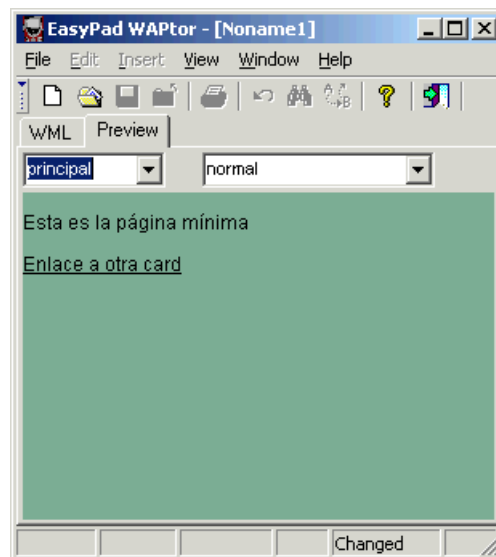 EasyPad WAPtor - [Noname1]
File Edit Insert View Window Help
WML Preview
principal normal
Esta es la página mínima
Enlace a otra card
Changed